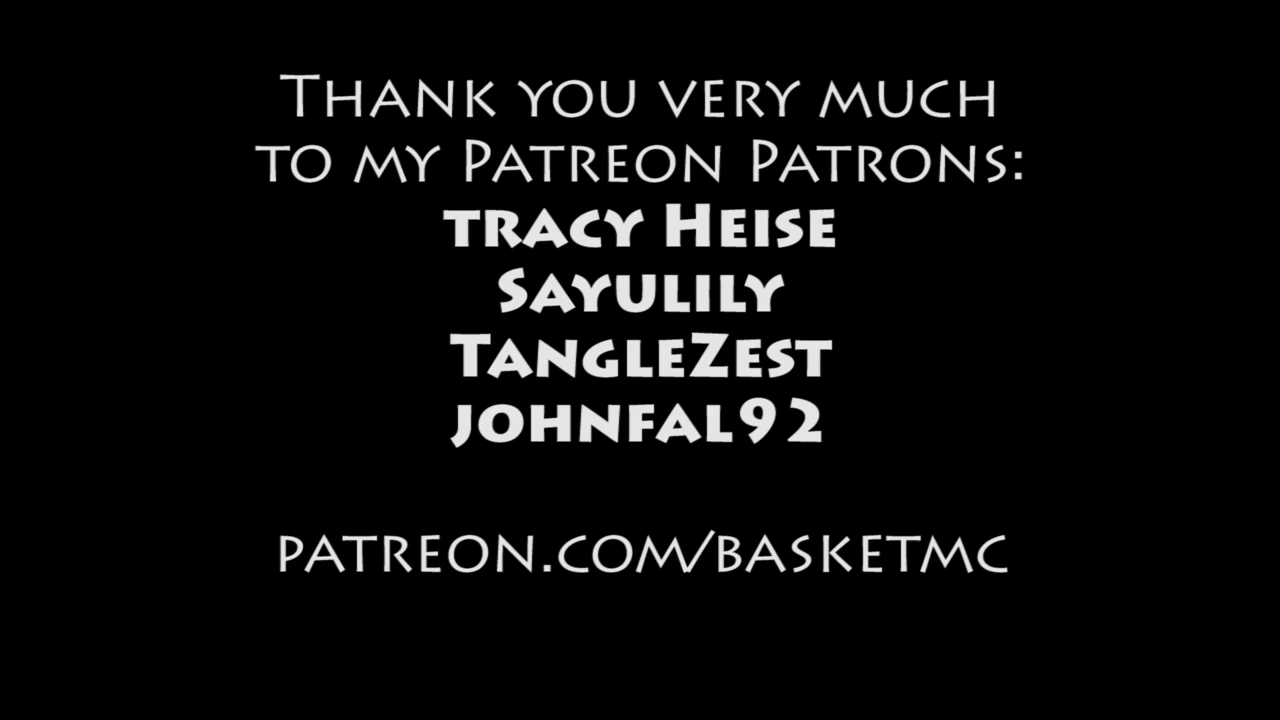 Thank you very much
to my Patreon Patrons:
tracy Heise
Sayulily
TangleZest
johnfal92
patreon.com/basketmc